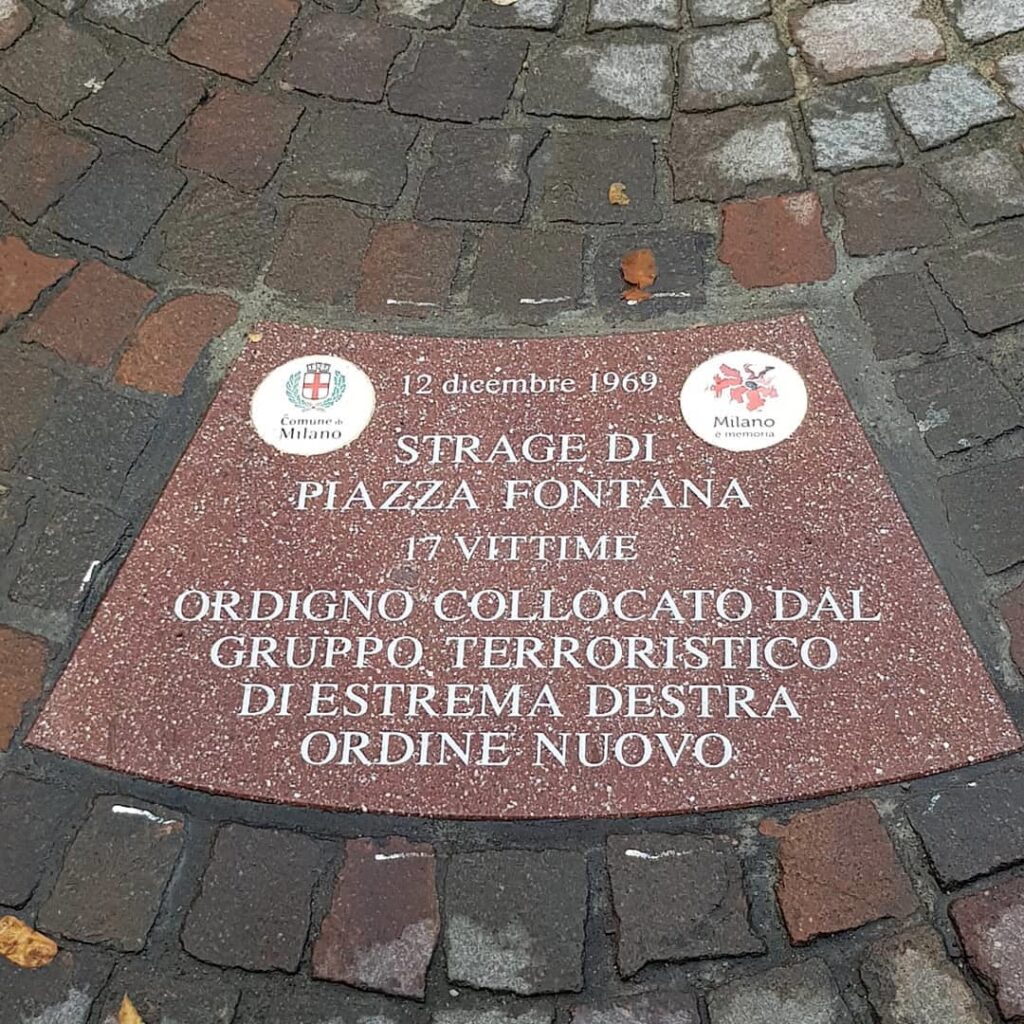 12 dicembre 1969
Comune di
Milano
Milano
è memoria
STRAGE DI
PIAZZA FONTANA
17 VITTIME
ORDIGNO COLLOCATO DAL
GRUPPO TERRORISTICO
DI ESTREMA DESTRA
ORDINE NUOVO